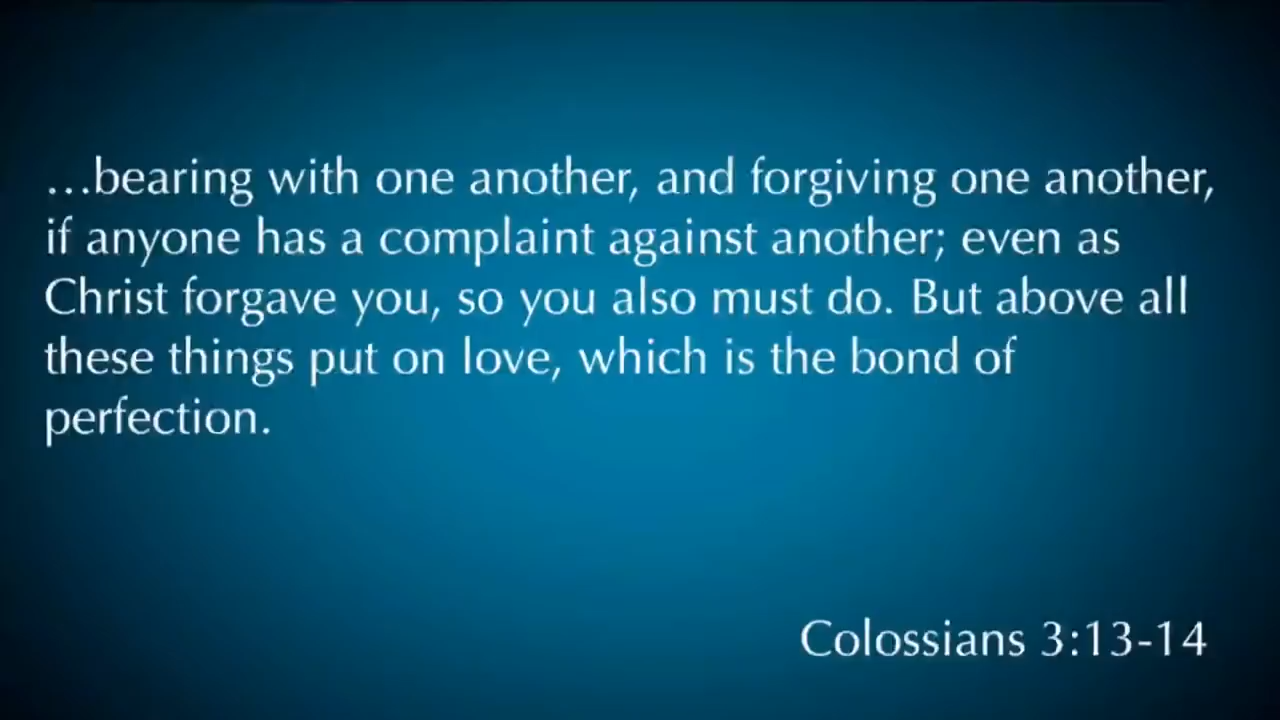 ...bearing with one another, and forgiving one another,
if anyone has a complaint against another; even as
Christ forgave you, so you also must do. But above all
these things put on love, which is the bond of
perfection.
Colossians 3:13-14